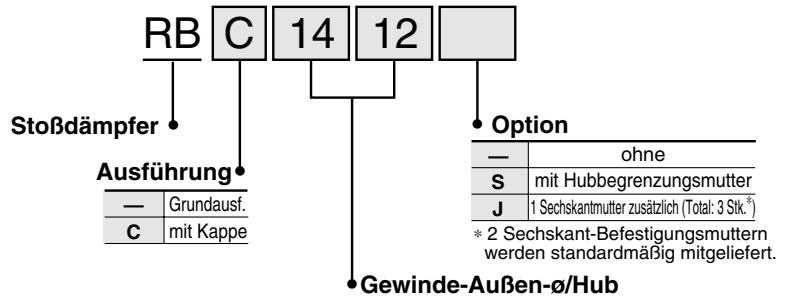 RB C 14 12
Stoßdämpfer
Option
— ohne
S mit Hubbegrenzungsmutter
J 1 Sechskantmutter zusätzlich (Total: 3 Stk.*)
* 2 Sechskant-Befestigungsmuttern
werden standardmäßig mitgeliefert.
Ausführung
— Grundausf.
C mit Kappe
Gewinde-Außen-ø/Hub